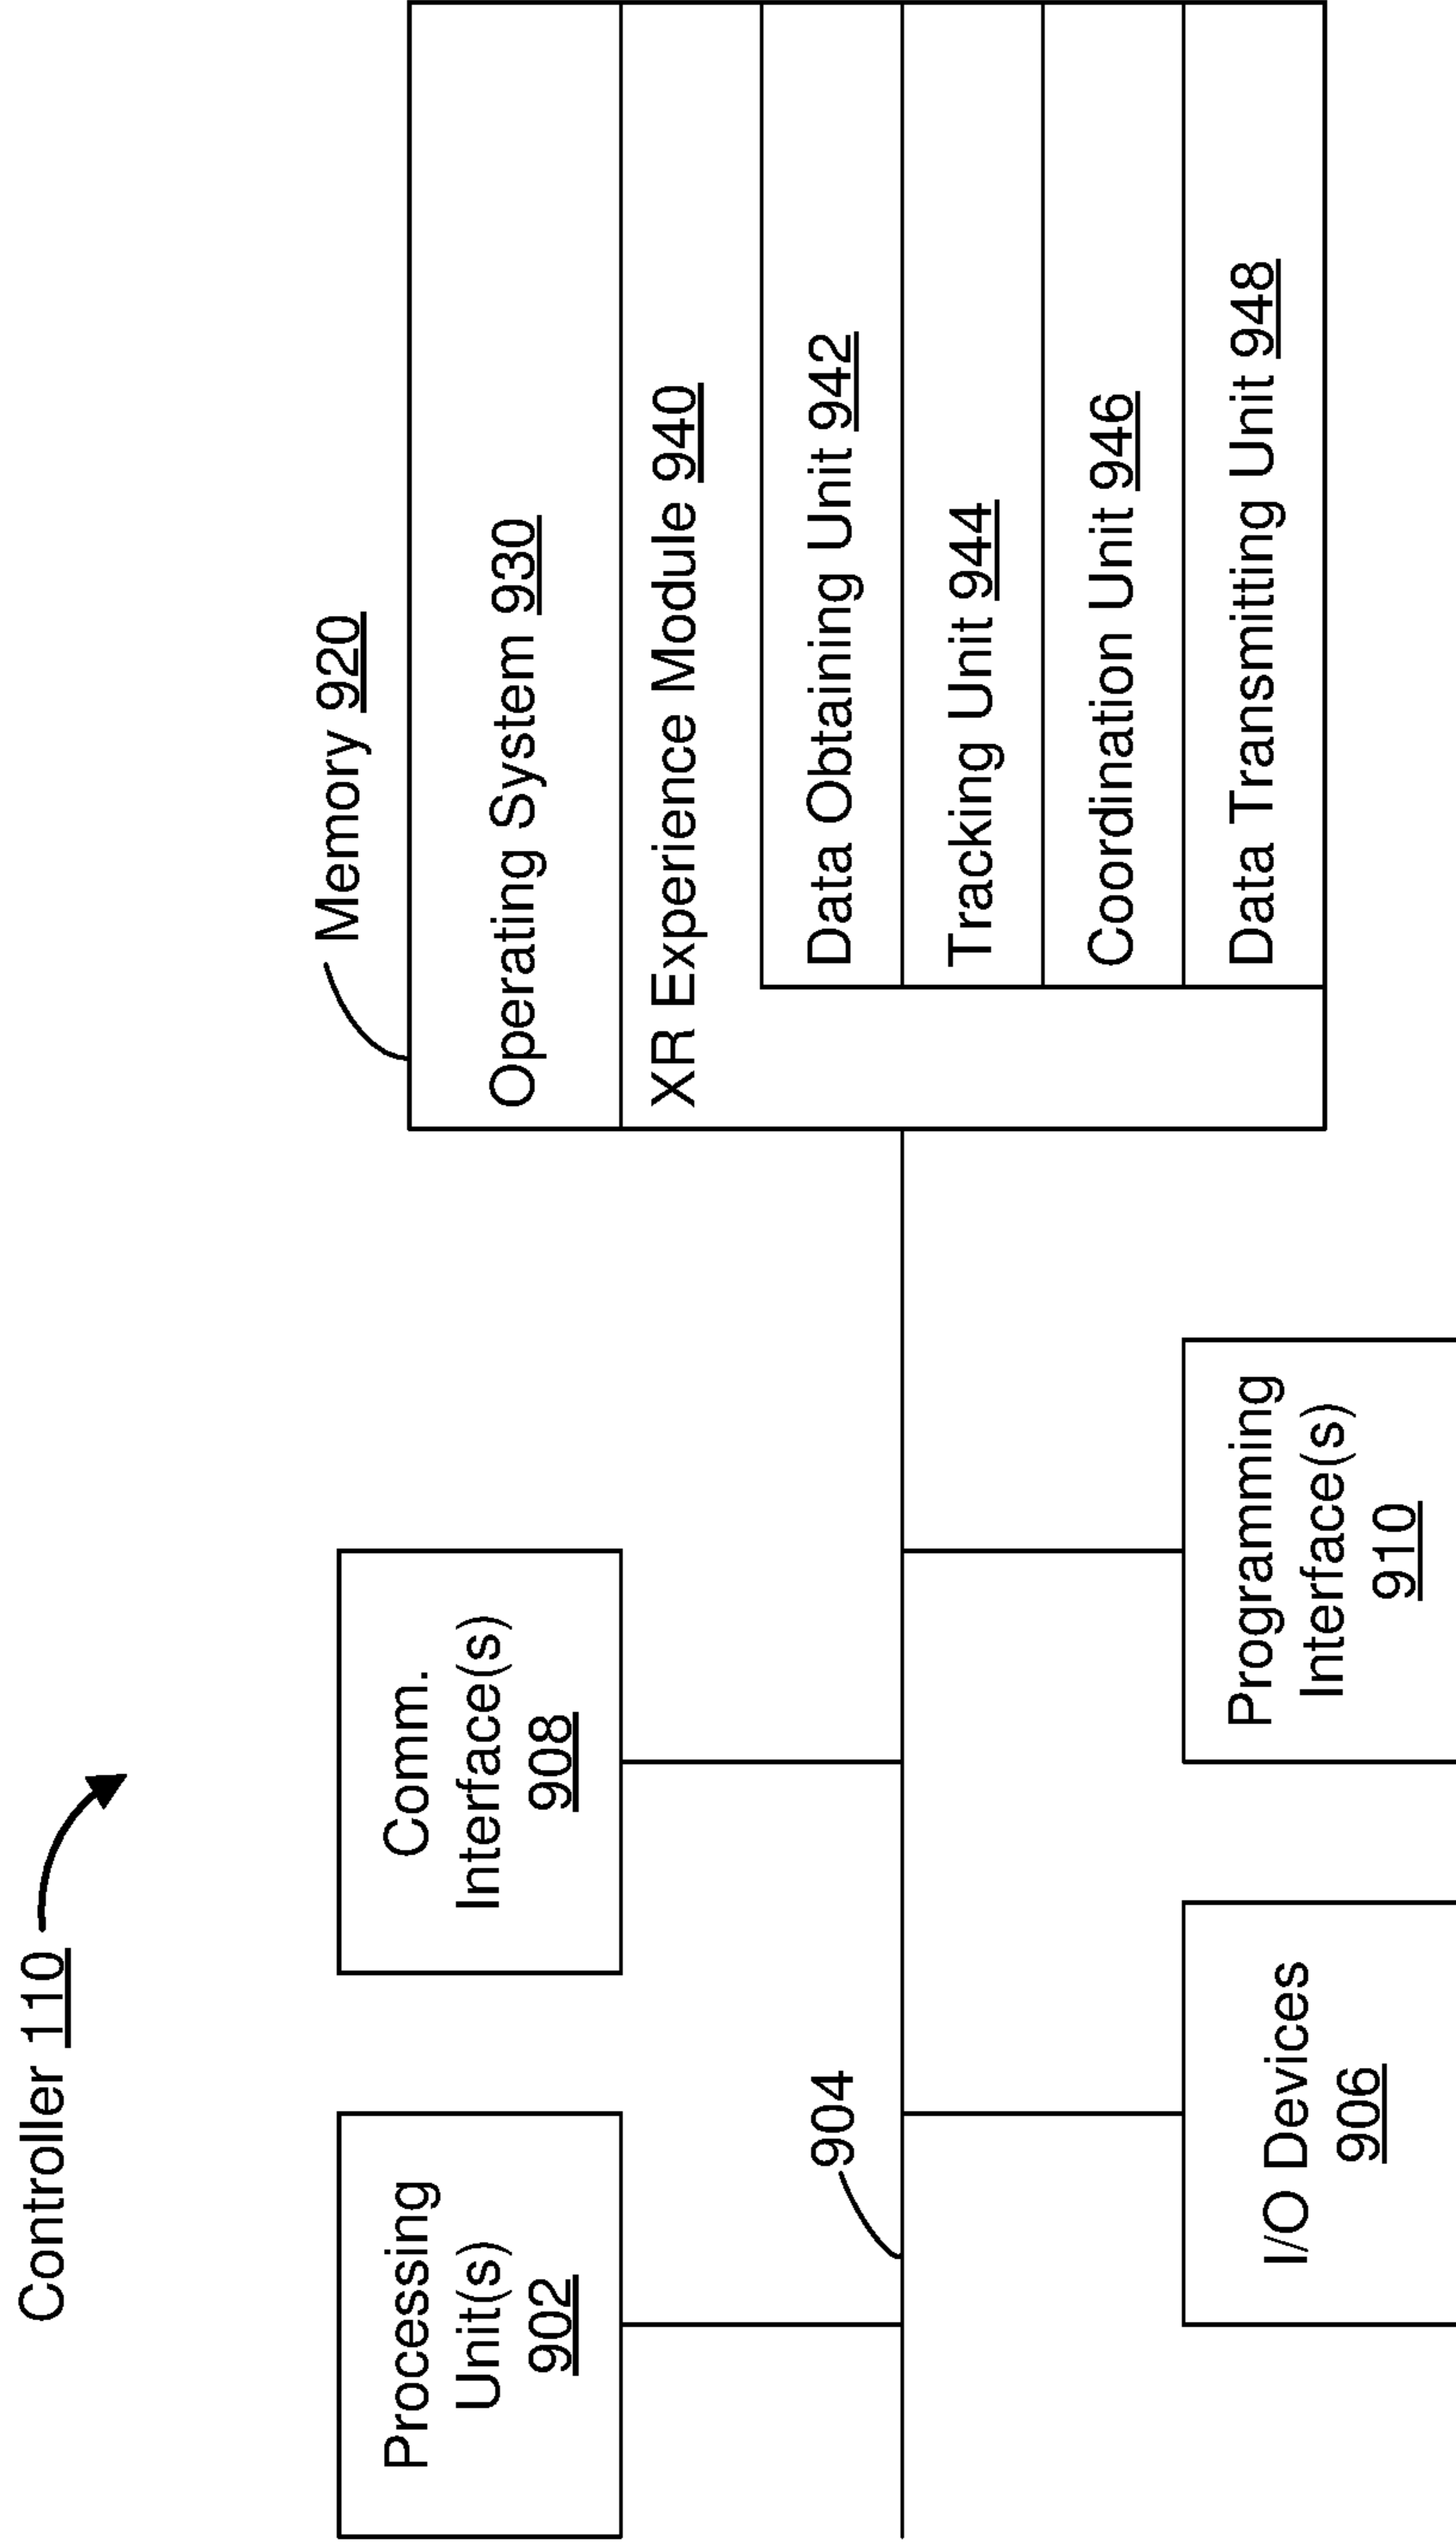 Controller 110
Memory 920
Processing
Unit(s)
902
Comm.
Interface(s)
908
Operating System 930
XR Experience Module 940
Data Obtaining Unit 942
Tracking Unit 944
Coordination Unit 946
Data Transmitting Unit 948
904
I/O Devices
906
Programming
Interface(s)
910